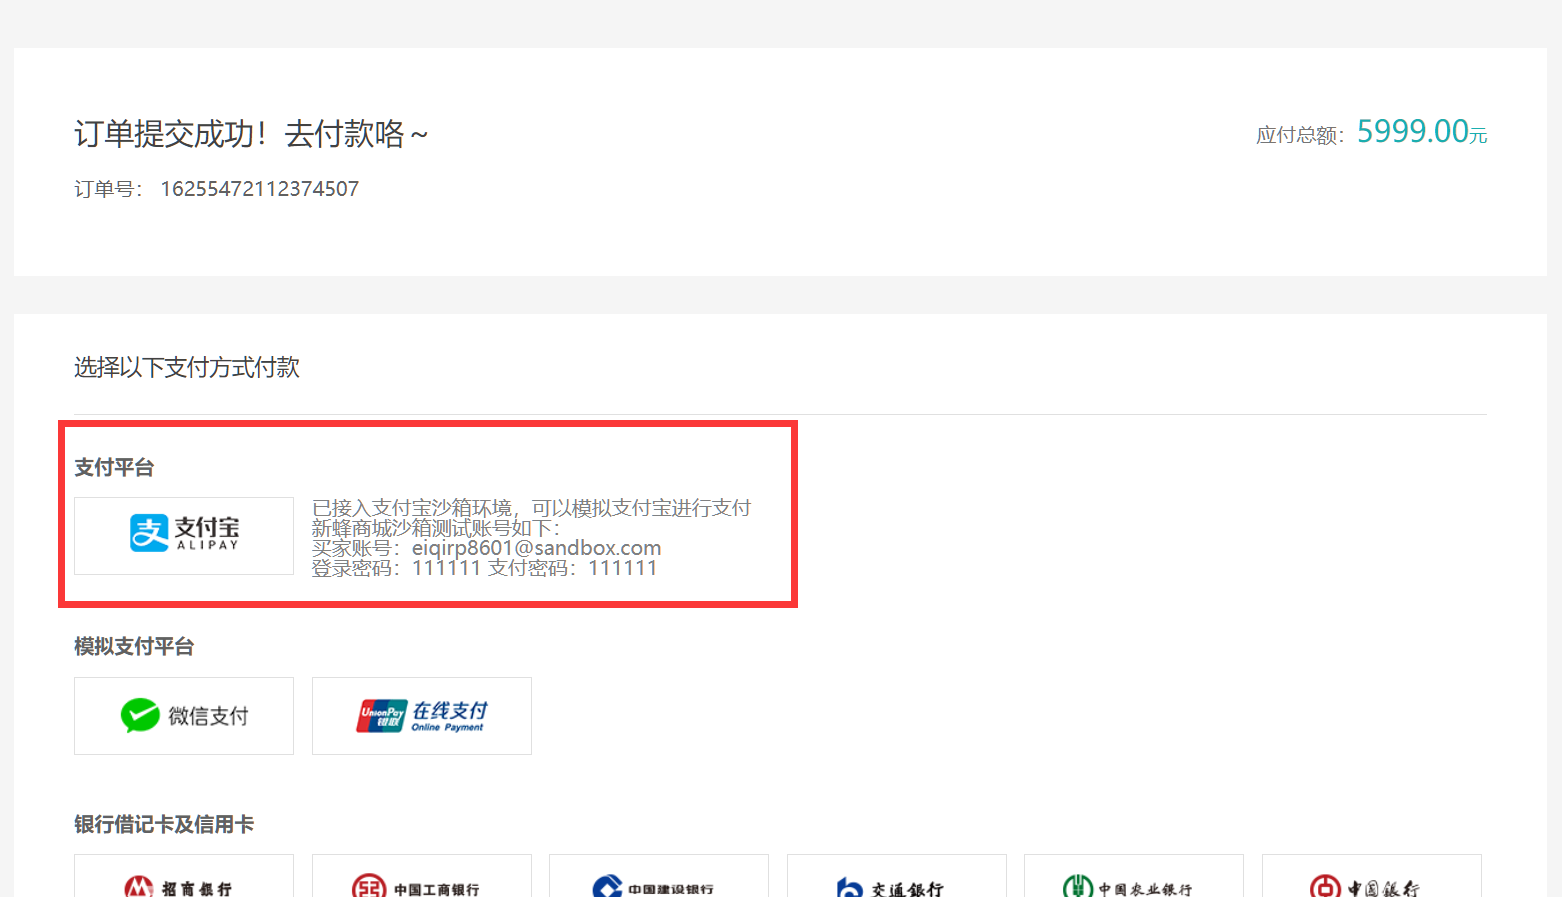 订单提交成功！去付款咯～
应付总额：5999.00元
订单号： 16255472112374507
选择以下支付方式付款
支付平台
支 支付宝
ALIPAY
已接入支付宝沙箱环境，可以模拟支付宝进行支付
新蜂商城沙箱测试账号如下：
买家账号：eiqirp8601@sandbox.com
登录密码：111111 支付密码：111111
模拟支付平台
微信支付
UnionPay
银联
在线支付
Online Payment
银行借记卡及信用卡
招商银行
中国工商银行
中国建设银行
交通银行
中国农业银行
中国银行